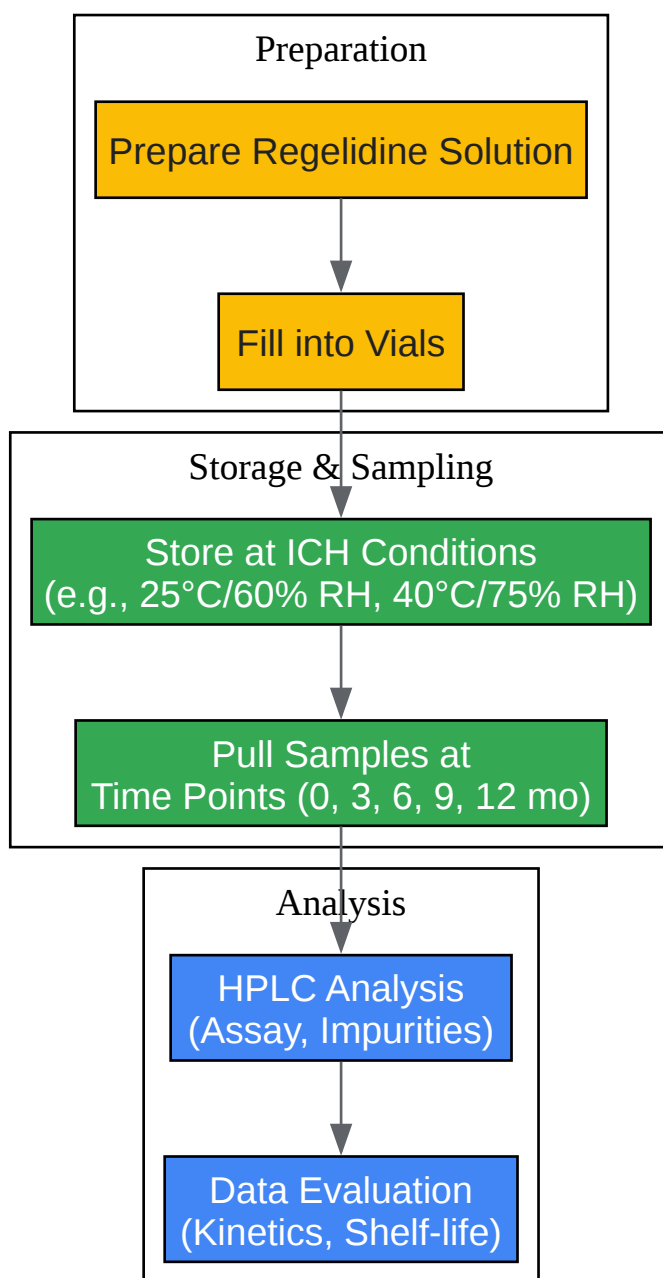 Preparation
Prepare Regelidine Solution
Fill into Vials
Storage & Sampling
Store at ICH Conditions
(e.g., 25°C/60% RH, 40°C/75% RH)
Pull Samples at
Time Points (0, 3, 6, 9, 12 mo)
Analysis
HPLC Analysis
(Assay, Impurities)
Data Evaluation
(Kinetics, Shelf-life)